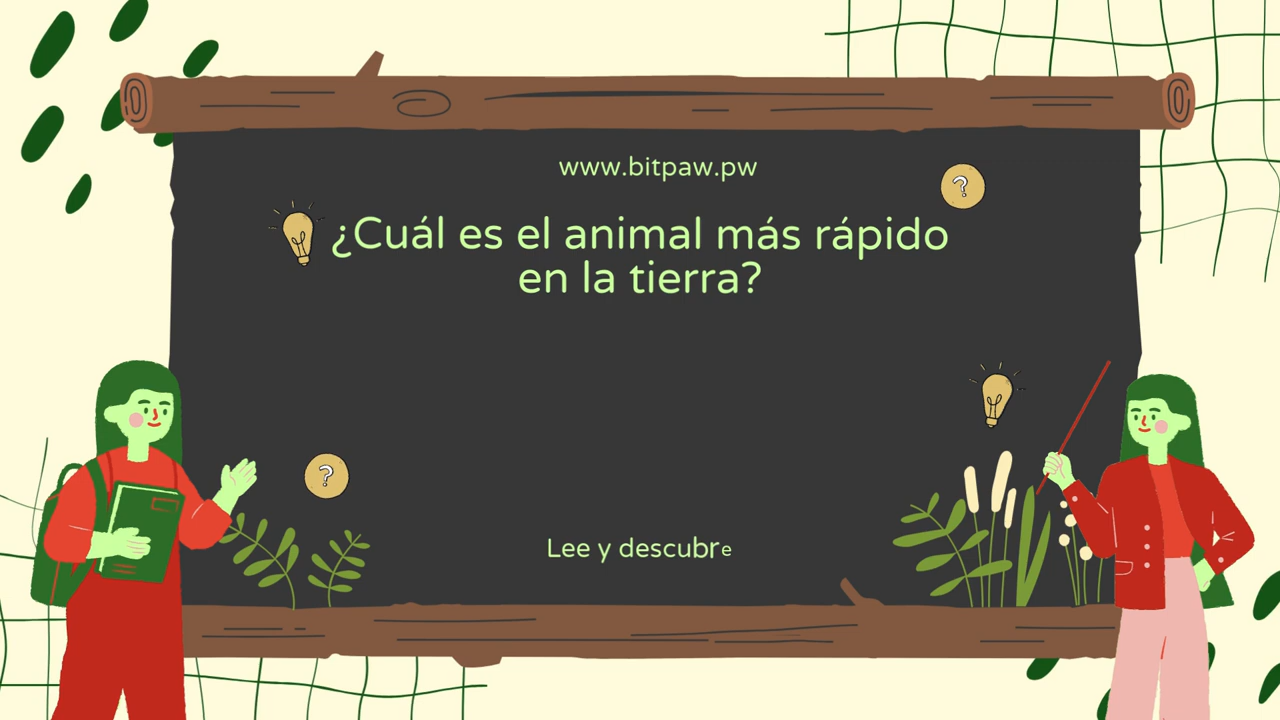 www.bitpaw.pw
?
¿Cuál es el animal más rápido
en la tierra?
?
Lee y descubre